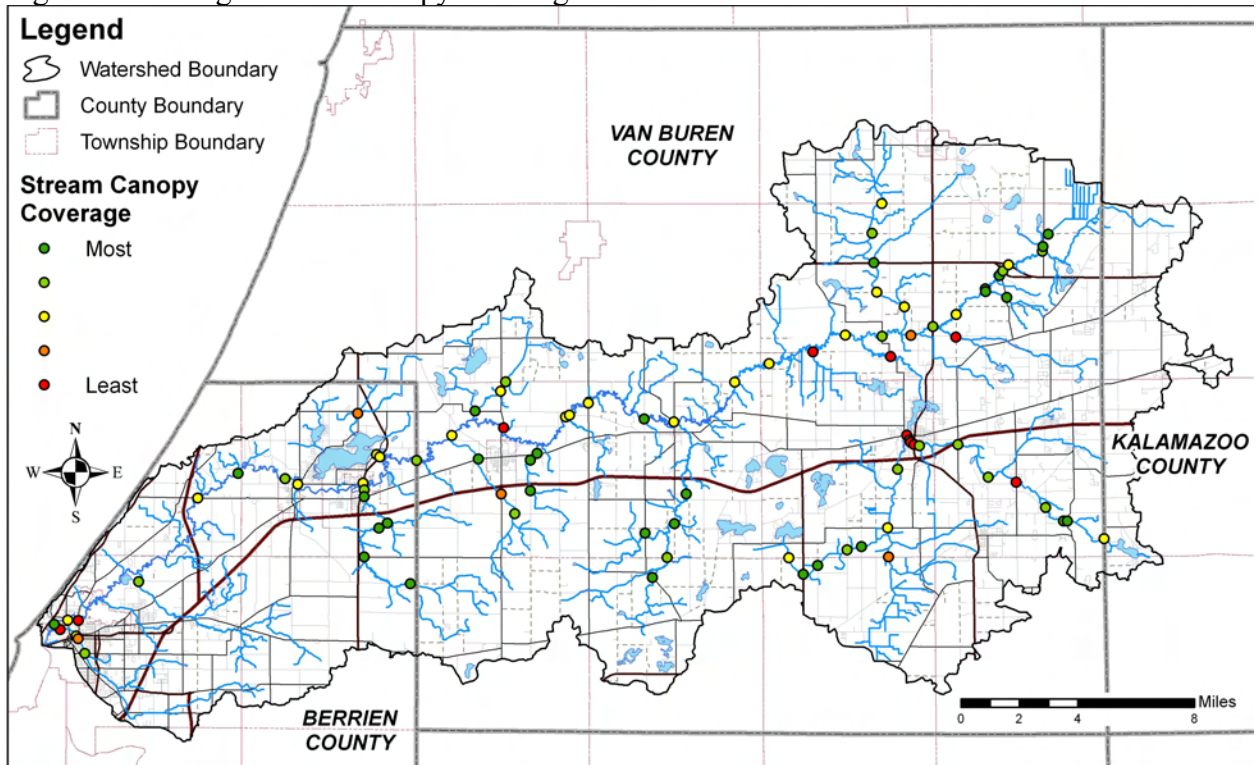 Legend
Watershed Boundary
County Boundary
Township Boundary
Stream Canopy
Coverage
Most
Least
N
W E
S
VAN BUREN
COUNTY
KALAMAZOO
COUNTY
BERRIEN
COUNTY
Miles
0 2 4 8